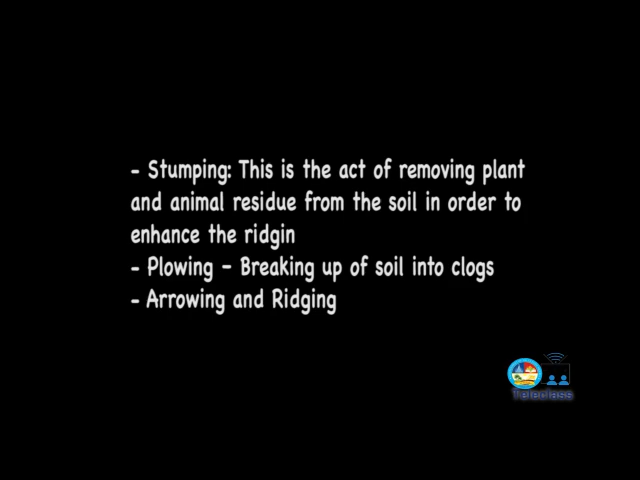 - Stumping: This is the act of removing plant
and animal residue from the soil in order to
enhance the ridgin
- Plowing – Breaking up of soil into clogs
- Arrowing and Ridging
Teleclass